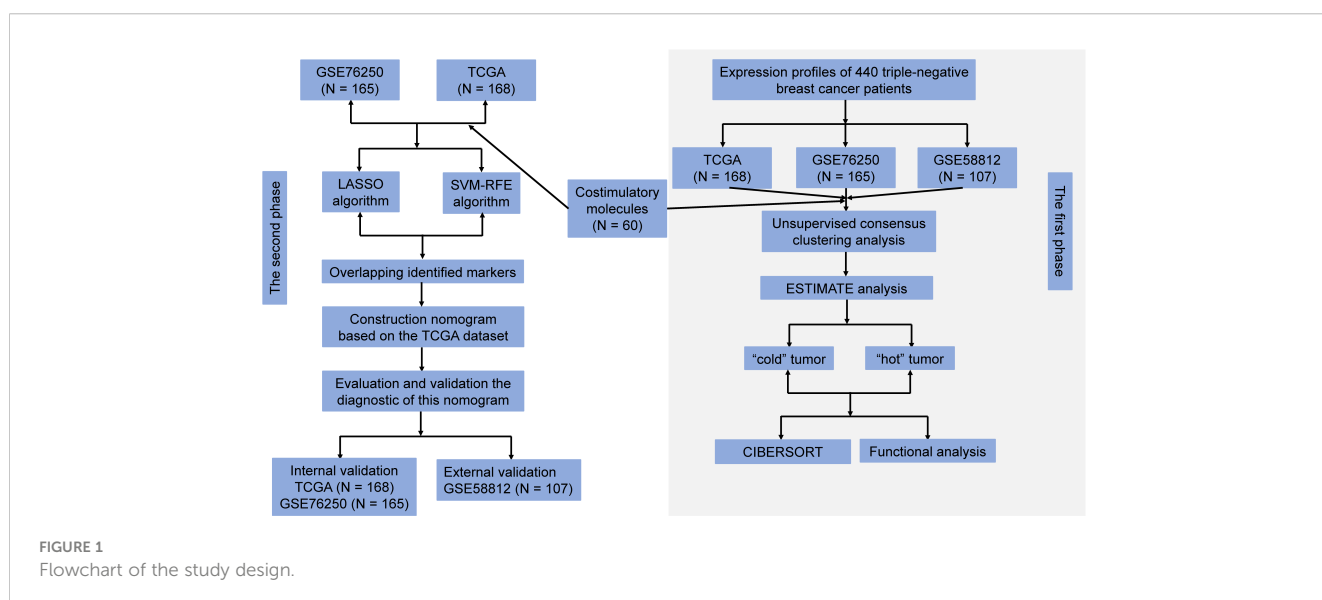 GSE76250
(N = 165)
TCGA
(N = 168)
LASSO
algorithm
SVM-RFE
algorithm
The second phase
Overlapping identified markers
Construction nomogram
based on the TCGA dataset
Evaluation and validation the
diagnostic of this nomogram
Internal validation
TCGA (N = 168)
GSE76250 (N = 165)
External validation
GSE58812 (N = 107)
Costimulatory
molecules
(N = 60)
Expression profiles of 440 triple-negative
breast cancer patients
TCGA
(N = 168)
GSE76250
(N = 165)
GSE58812
(N = 107)
The first phase
Unsupervised consensus
clustering analysis
ESTIMATE analysis
“cold” tumor
“hot” tumor
CIBERSORT
Functional analysis
FIGURE 1
Flowchart of the study design.